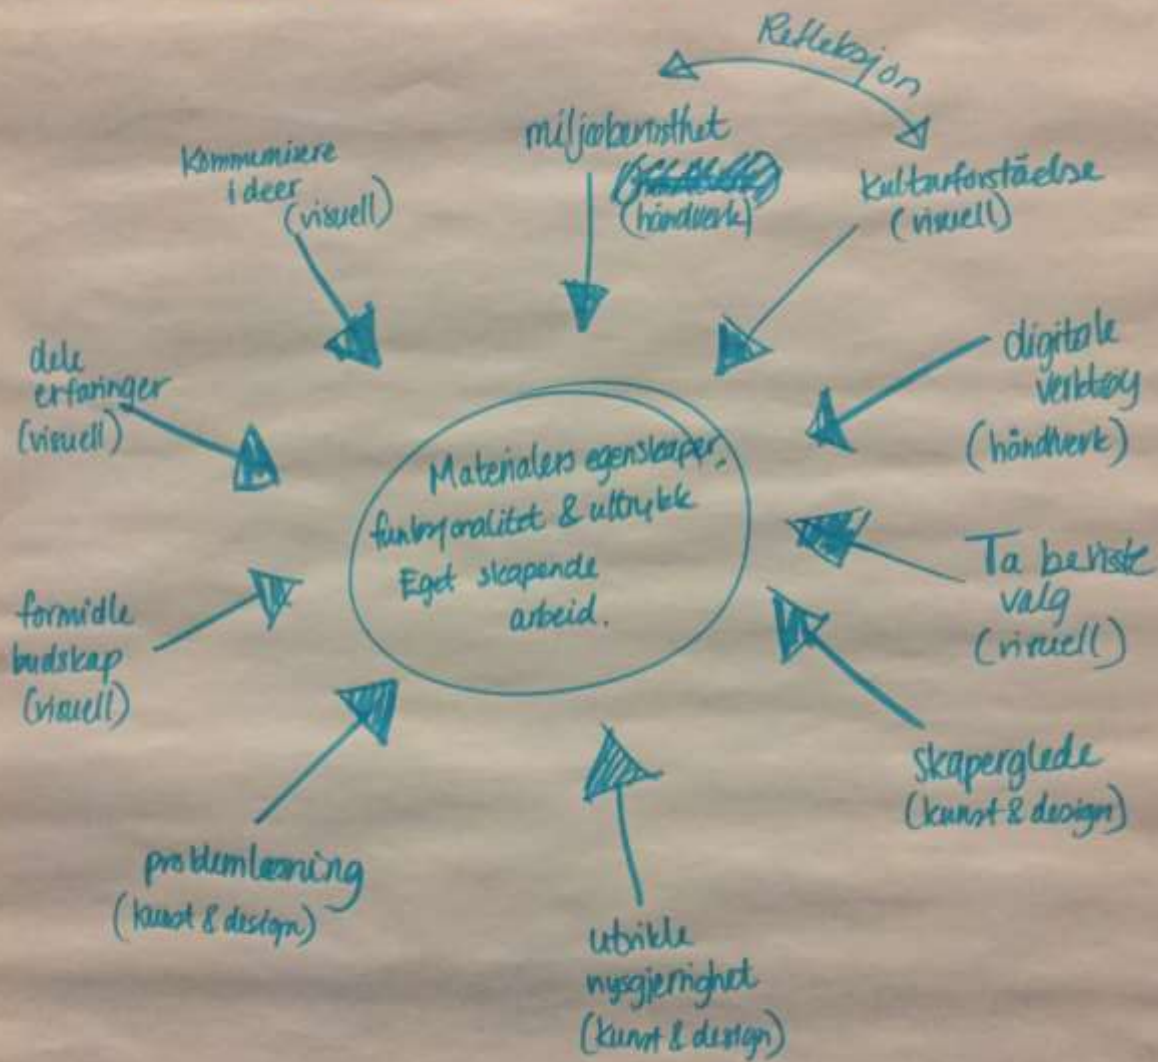 Refleksjon
miljøbevissthet
(håndverk)
Kommunisere
ideer
(visuell)
kulturforståelse
(visuell)
digitale
verktøy
(håndverk)
dele
erfaringer
(visuell)
Materialers egenskaper,
funksjonalitet & uttrykk
Eget skapende
arbeid.
Ta beviste
valg
(visuell)
formidle
budskap
(visuell)
skaperglede
(kunst & design)
problemløsning
(kunst & design)
utvikle
nysgjerrighet
(kunst & design)